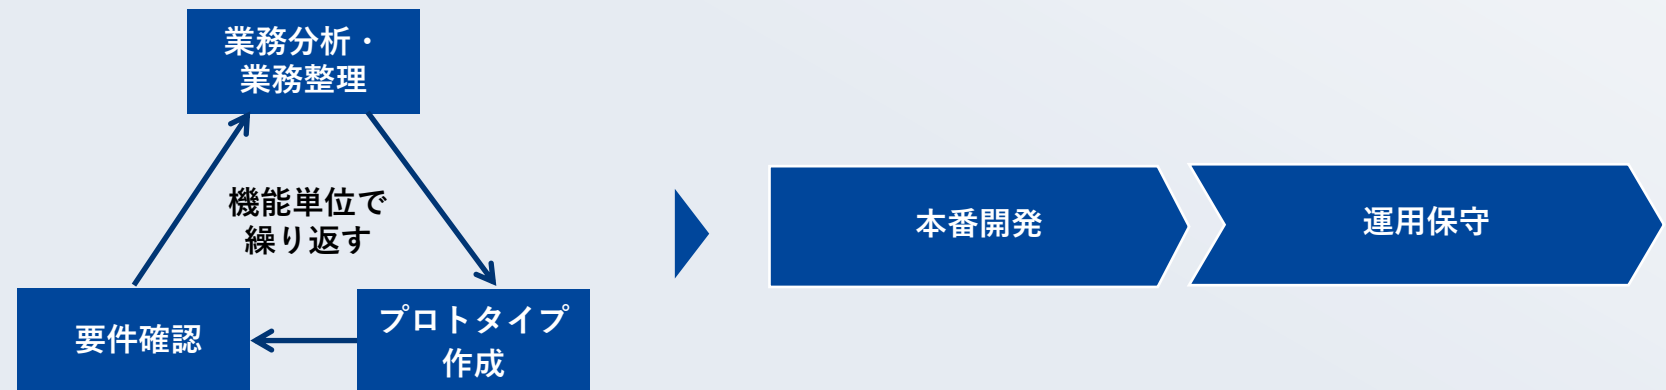 業務分析・
業務整理
機能単位で
繰り返す
要件確認
プロトタイプ
作成
本番開発
運用保守